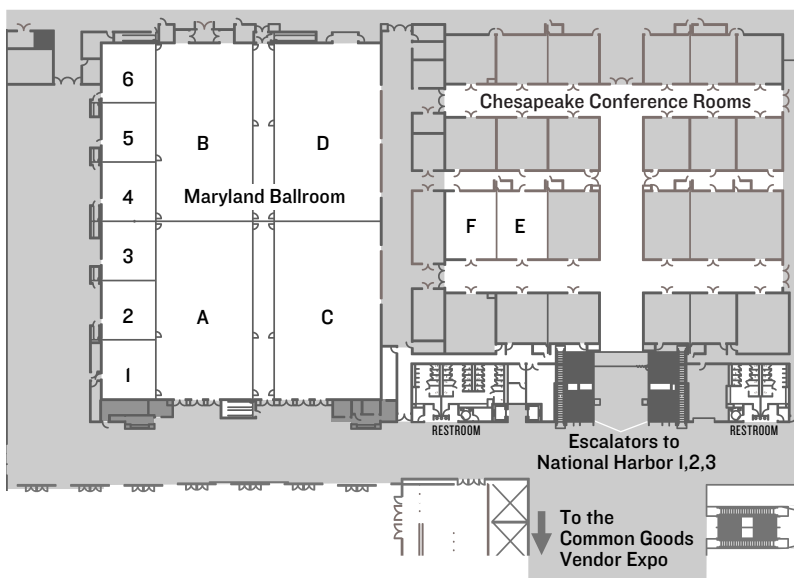 6
5
4
3
2
1
B
D
Maryland Ballroom
A
C
Chesapeake Conference Rooms
F
E
RESTROOM
Escalators to
National Harbor 1,2,3
RESTROOM
To the
Common Goods
Vendor Expo